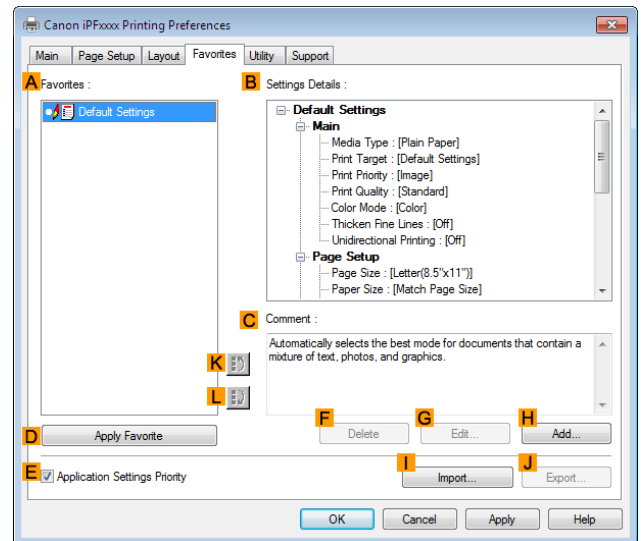 Canon iPFxxxx Printing Preferences
Main Page Setup Layout Favorites Utility Support
A Favorites :
Default Settings
B Settings Details :
Default Settings
Main
Media Type : [Plain Paper]
Print Target : [Default Settings]
Print Priority : [Image]
Print Quality : [Standard]
Color Mode : [Color]
Thicken Fine Lines : [Off]
Unidirectional Printing : [Off]
Page Setup
Page Size : [Letter(8.5"x11")]
Paper Size : [Match Page Size]
C Comment :
Automatically selects the best mode for documents that contain a
mixture of text, photos, and graphics.
K
L
D Apply Favorite
F Delete G Edit... H Add...
E Application Settings Priority
I Import... J Export...
OK Cancel Apply Help